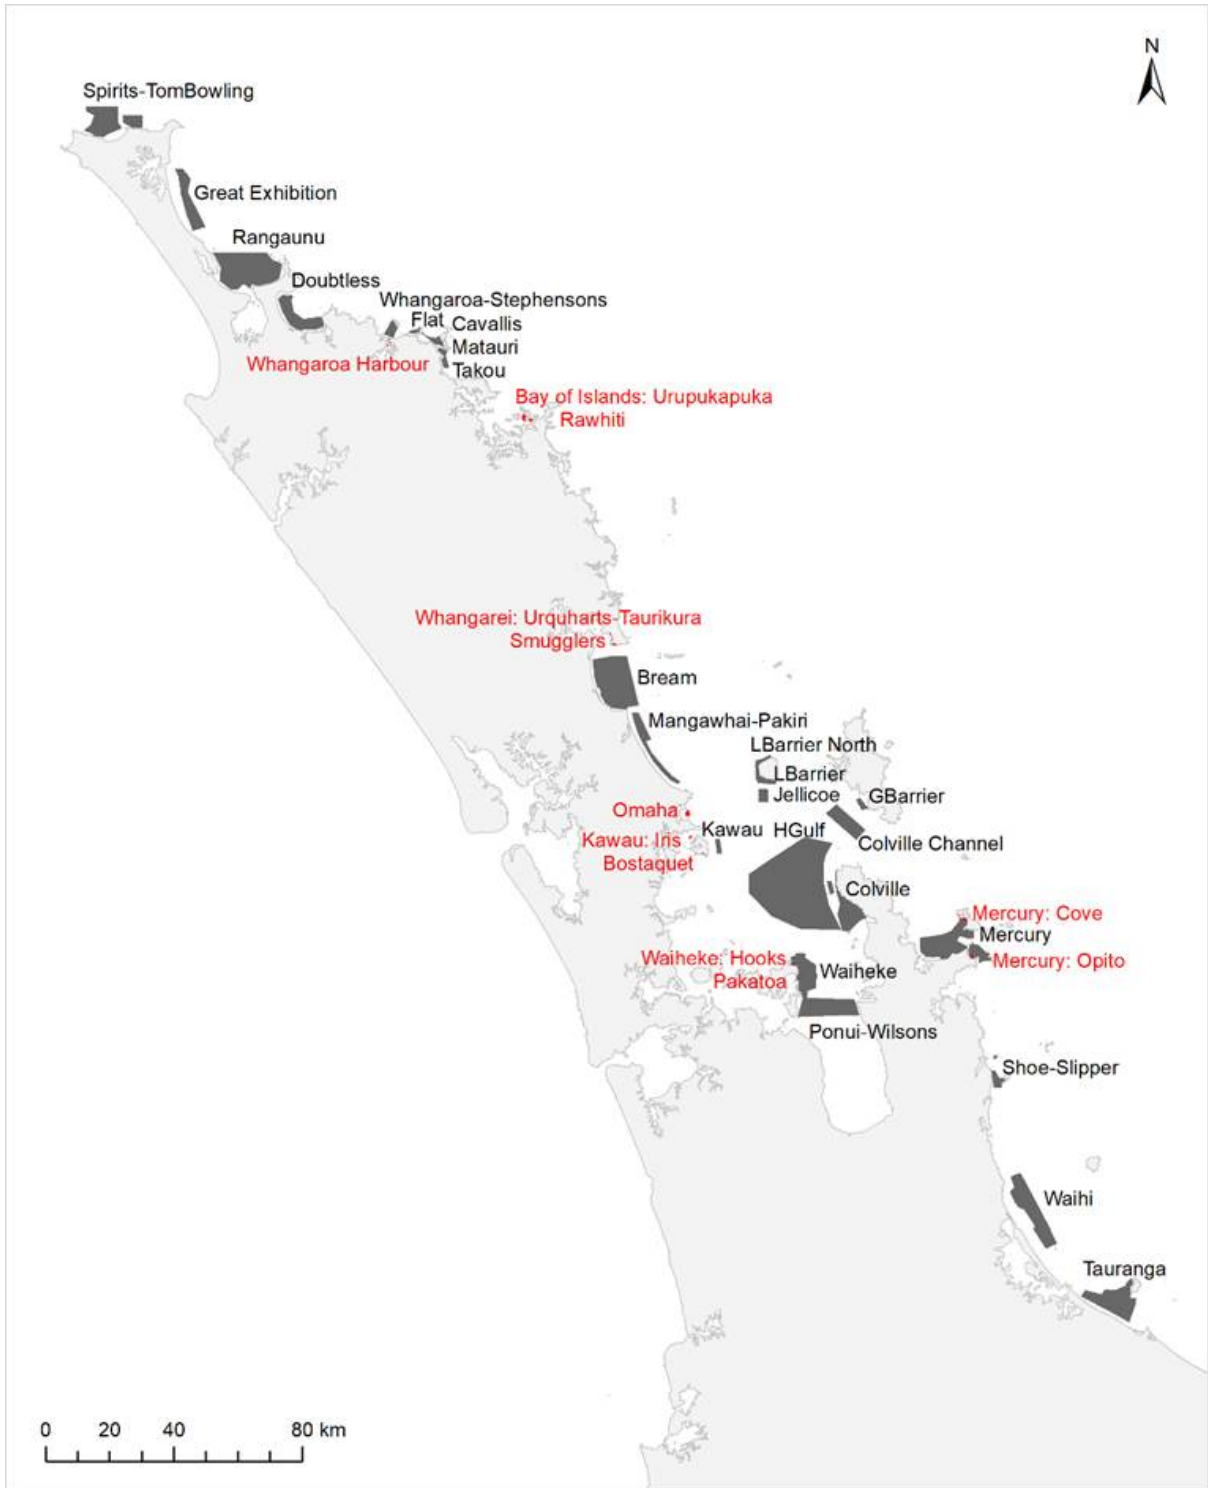 N
Spirits-TomBowling
Great Exhibition
Rangaunu
Doubtless
Whangaroa-Stephensons
Flat
Cavallis
Whangaroa Harbour
Matauri
Takou
Bay of Islands: Urupukapuka
Rawhiti
Whangarei: Urquharts-Taurikura
Smugglers
Bream
Mangawhai-Pakiri
LBarrier North
LBarrier
Jellicoe
GBarrier
Omaha
Kawau
HGulf
Colville Channel
Kawau: Iris
Bostaquet
Colville
Mercury: Cove
Mercury
Mercury: Opito
Waiheke: Hooks
Pakatoa
Waiheke
Ponui-Wilsons
Shoe-Slipper
Waihi
Tauranga
0 20 40 80 km